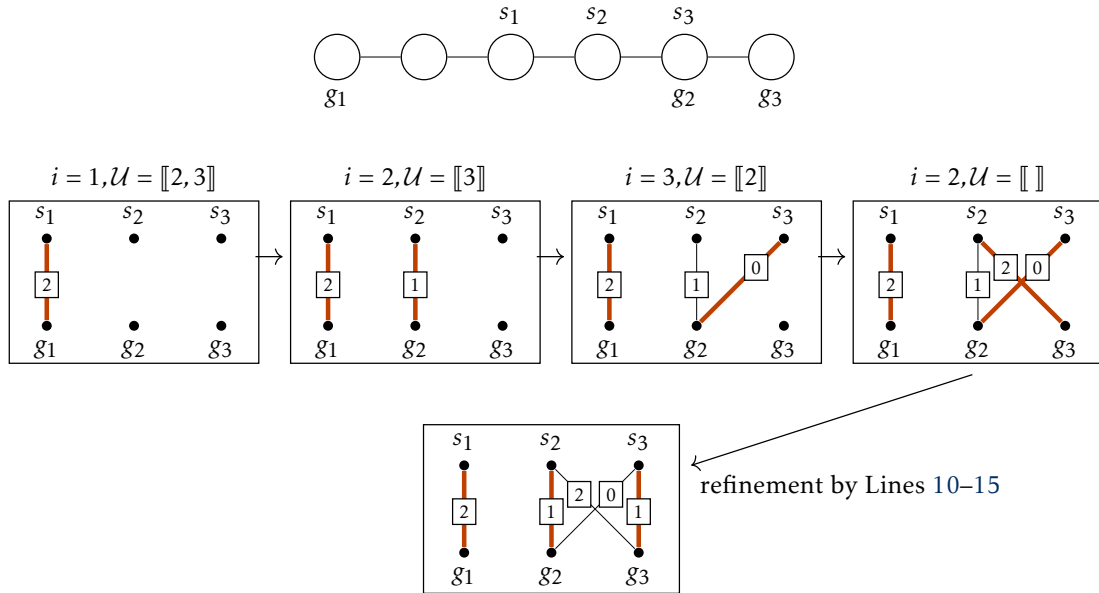 s₁ s₂ s₃
g₁ g₂ g₃
i = 1, 𝒰 = ⟦2, 3⟧ i = 2, 𝒰 = ⟦3⟧ i = 3, 𝒰 = ⟦2⟧ i = 2, 𝒰 = ⟦ ⟧
s₁ s₂ s₃ s₁ s₂ s₃ s₁ s₂ s₃ s₁ s₂ s₃
2 2 1 2 1 0 2 1 2 0
g₁ g₂ g₃ g₁ g₂ g₃ g₁ g₂ g₃ g₁ g₂ g₃
s₁ s₂ s₃
2 1 2 0 1
g₁ g₂ g₃
refinement by Lines 10–15